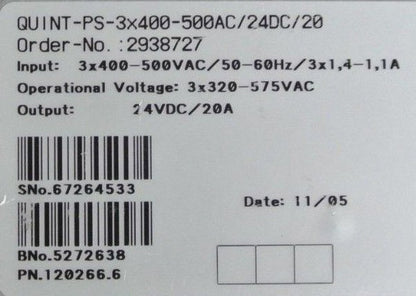 QUINT-PS-3x400-500AC/24DC/20
Order-No.:2938727
Input: 3x400-500VAC/50-60Hz/3x1,4-1,1A
Operational Voltage: 3x320-575VAC
Output: 24VDC/20A
SNo.67264533
Date: 11/05
BNo.5272638
PN.120266.6